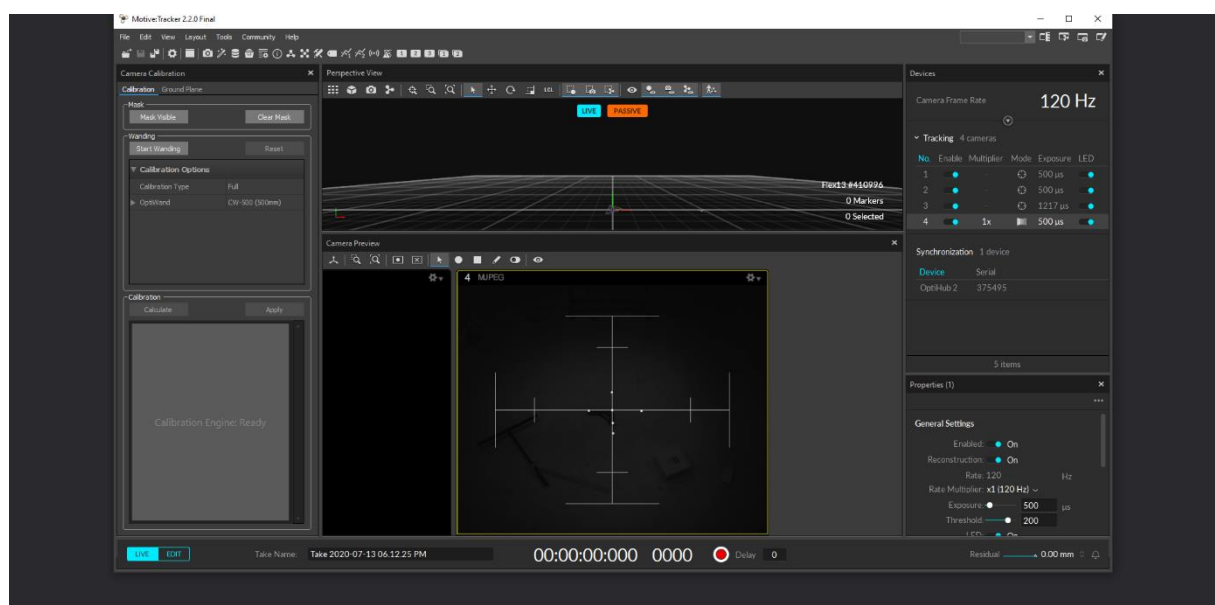 Motive:Tracker 2.2.0 Final
File Edit View Layout Tools Community Help
Camera Calibration
Calibration Ground Plane
Mask
Mask Visible Clear Mask
Wanding
Start Wanding Reset
Calibration Options
Calibration Type Full
OptiWand CW-500 (500mm)
Calibration
Calculate Apply
Calibration Engine: Ready
Perspective View
LCL
LIVE PASSIVE
Flex13 #410996
0 Markers
0 Selected
Camera Preview
4 MJPEG
Devices
Camera Frame Rate 120 Hz
Tracking 4 cameras
No. Enable Multiplier Mode Exposure LED
1 - 500 µs
2 - 500 µs
3 - 1217 µs
4 1x 500 µs
Synchronization 1 device
Device Serial
OptiHub 2 375495
5 items
Properties (1)
General Settings
Enabled: On
Reconstruction: On
Rate: 120 Hz
Rate Multiplier: x1 (120 Hz)
Exposure: 500 µs
Threshold: 200
LED: On
LIVE EDIT
Take Name: Take 2020-07-13 06.12.25 PM
00:00:00:000 0000 Delay 0
Residual 0.00 mm